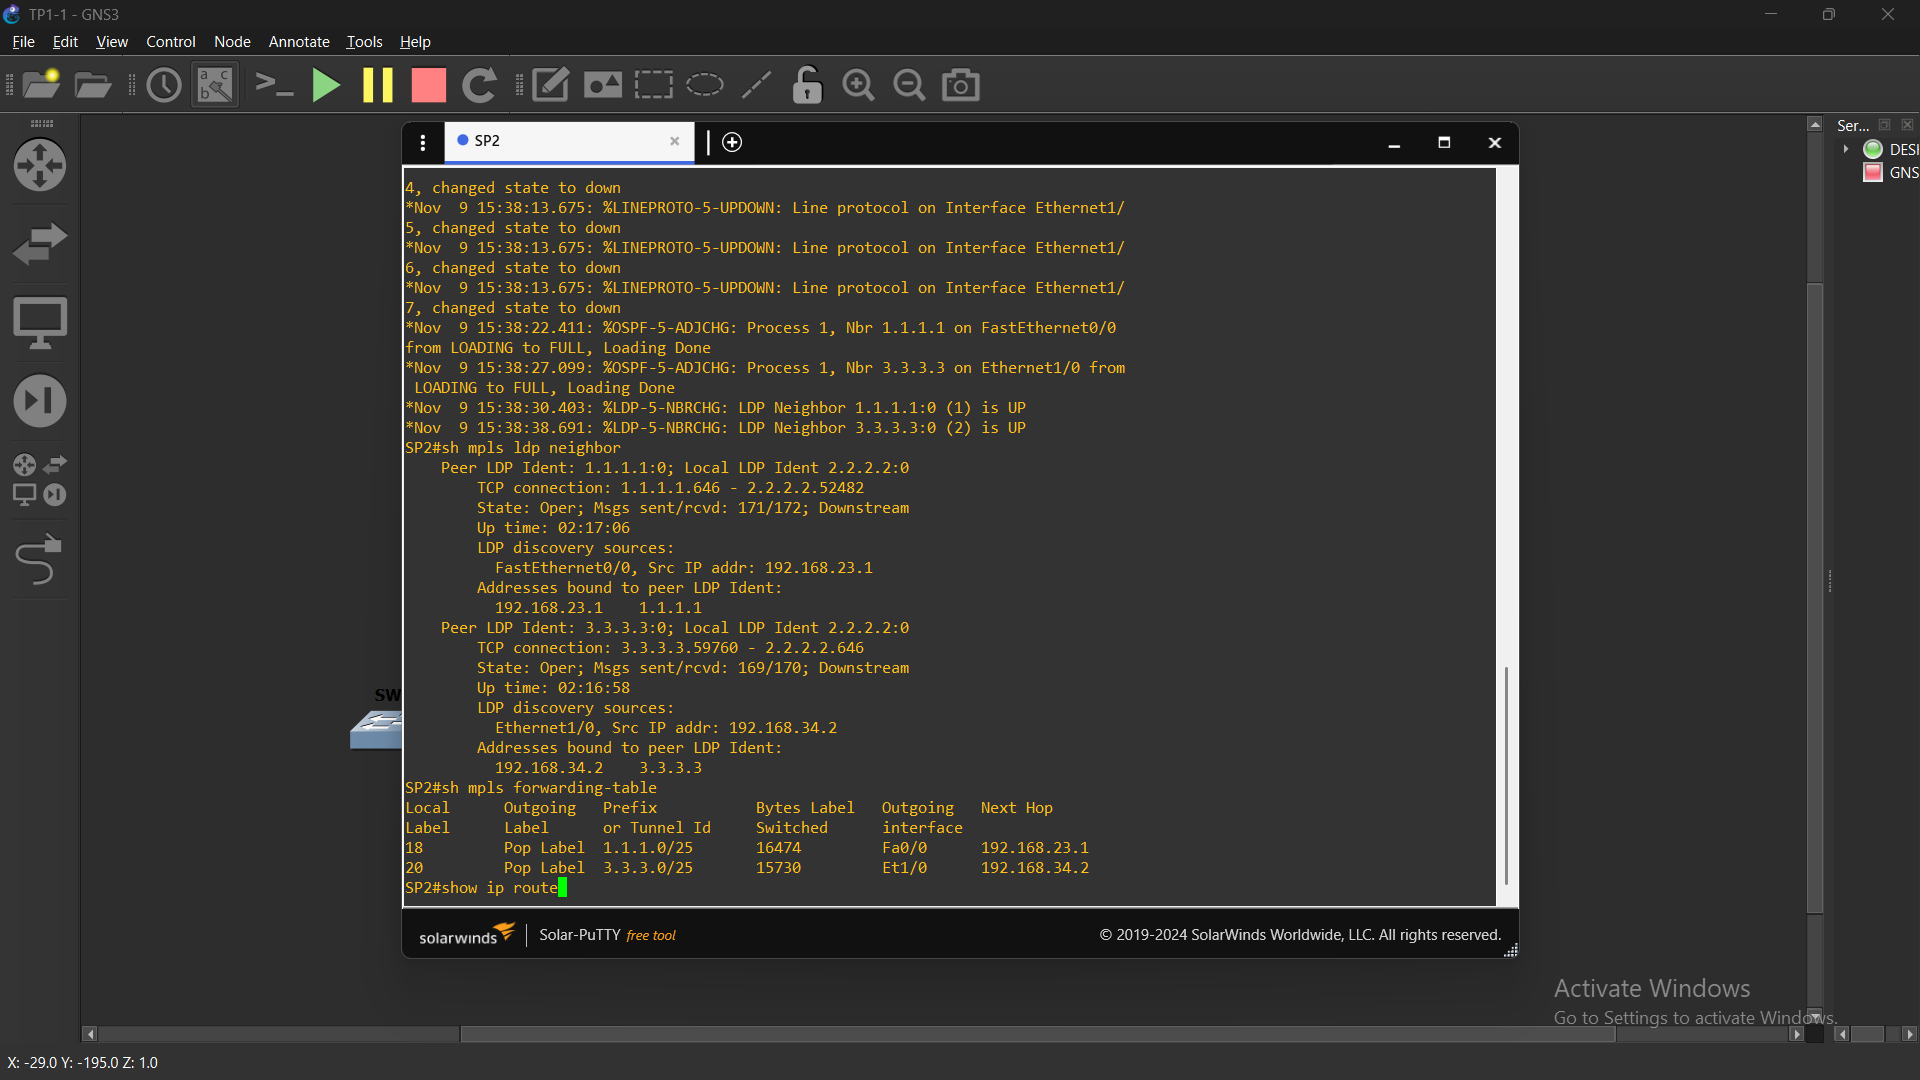 TP1-1 - GNS3
File Edit View Control Node Annotate Tools Help
SP2
Ser...
DESI
GNS
SW
4, changed state to down
*Nov  9 15:38:13.675: %LINEPROTO-5-UPDOWN: Line protocol on Interface Ethernet1/
5, changed state to down
*Nov  9 15:38:13.675: %LINEPROTO-5-UPDOWN: Line protocol on Interface Ethernet1/
6, changed state to down
*Nov  9 15:38:13.675: %LINEPROTO-5-UPDOWN: Line protocol on Interface Ethernet1/
7, changed state to down
*Nov  9 15:38:22.411: %OSPF-5-ADJCHG: Process 1, Nbr 1.1.1.1 on FastEthernet0/0
from LOADING to FULL, Loading Done
*Nov  9 15:38:27.099: %OSPF-5-ADJCHG: Process 1, Nbr 3.3.3.3 on Ethernet1/0 from
 LOADING to FULL, Loading Done
*Nov  9 15:38:30.403: %LDP-5-NBRCHG: LDP Neighbor 1.1.1.1:0 (1) is UP
*Nov  9 15:38:38.691: %LDP-5-NBRCHG: LDP Neighbor 3.3.3.3:0 (2) is UP
SP2#sh mpls ldp neighbor
    Peer LDP Ident: 1.1.1.1:0; Local LDP Ident 2.2.2.2:0
        TCP connection: 1.1.1.1.646 - 2.2.2.2.52482
        State: Oper; Msgs sent/rcvd: 171/172; Downstream
        Up time: 02:17:06
        LDP discovery sources:
          FastEthernet0/0, Src IP addr: 192.168.23.1
        Addresses bound to peer LDP Ident:
          192.168.23.1    1.1.1.1
    Peer LDP Ident: 3.3.3.3:0; Local LDP Ident 2.2.2.2:0
        TCP connection: 3.3.3.3.59760 - 2.2.2.2.646
        State: Oper; Msgs sent/rcvd: 169/170; Downstream
        Up time: 02:16:58
        LDP discovery sources:
          Ethernet1/0, Src IP addr: 192.168.34.2
        Addresses bound to peer LDP Ident:
          192.168.34.2    3.3.3.3
SP2#sh mpls forwarding-table
Local      Outgoing   Prefix           Bytes Label   Outgoing   Next Hop
Label      Label      or Tunnel Id     Switched      interface
18         Pop Label  1.1.1.0/25       16474         Fa0/0      192.168.23.1
20         Pop Label  3.3.3.0/25       15730         Et1/0      192.168.34.2
SP2#show ip route
solarwinds | Solar-PuTTY free tool
© 2019-2024 SolarWinds Worldwide, LLC. All rights reserved.
Activate Windows
Go to Settings to activate Windows.
X: -29.0 Y: -195.0 Z: 1.0